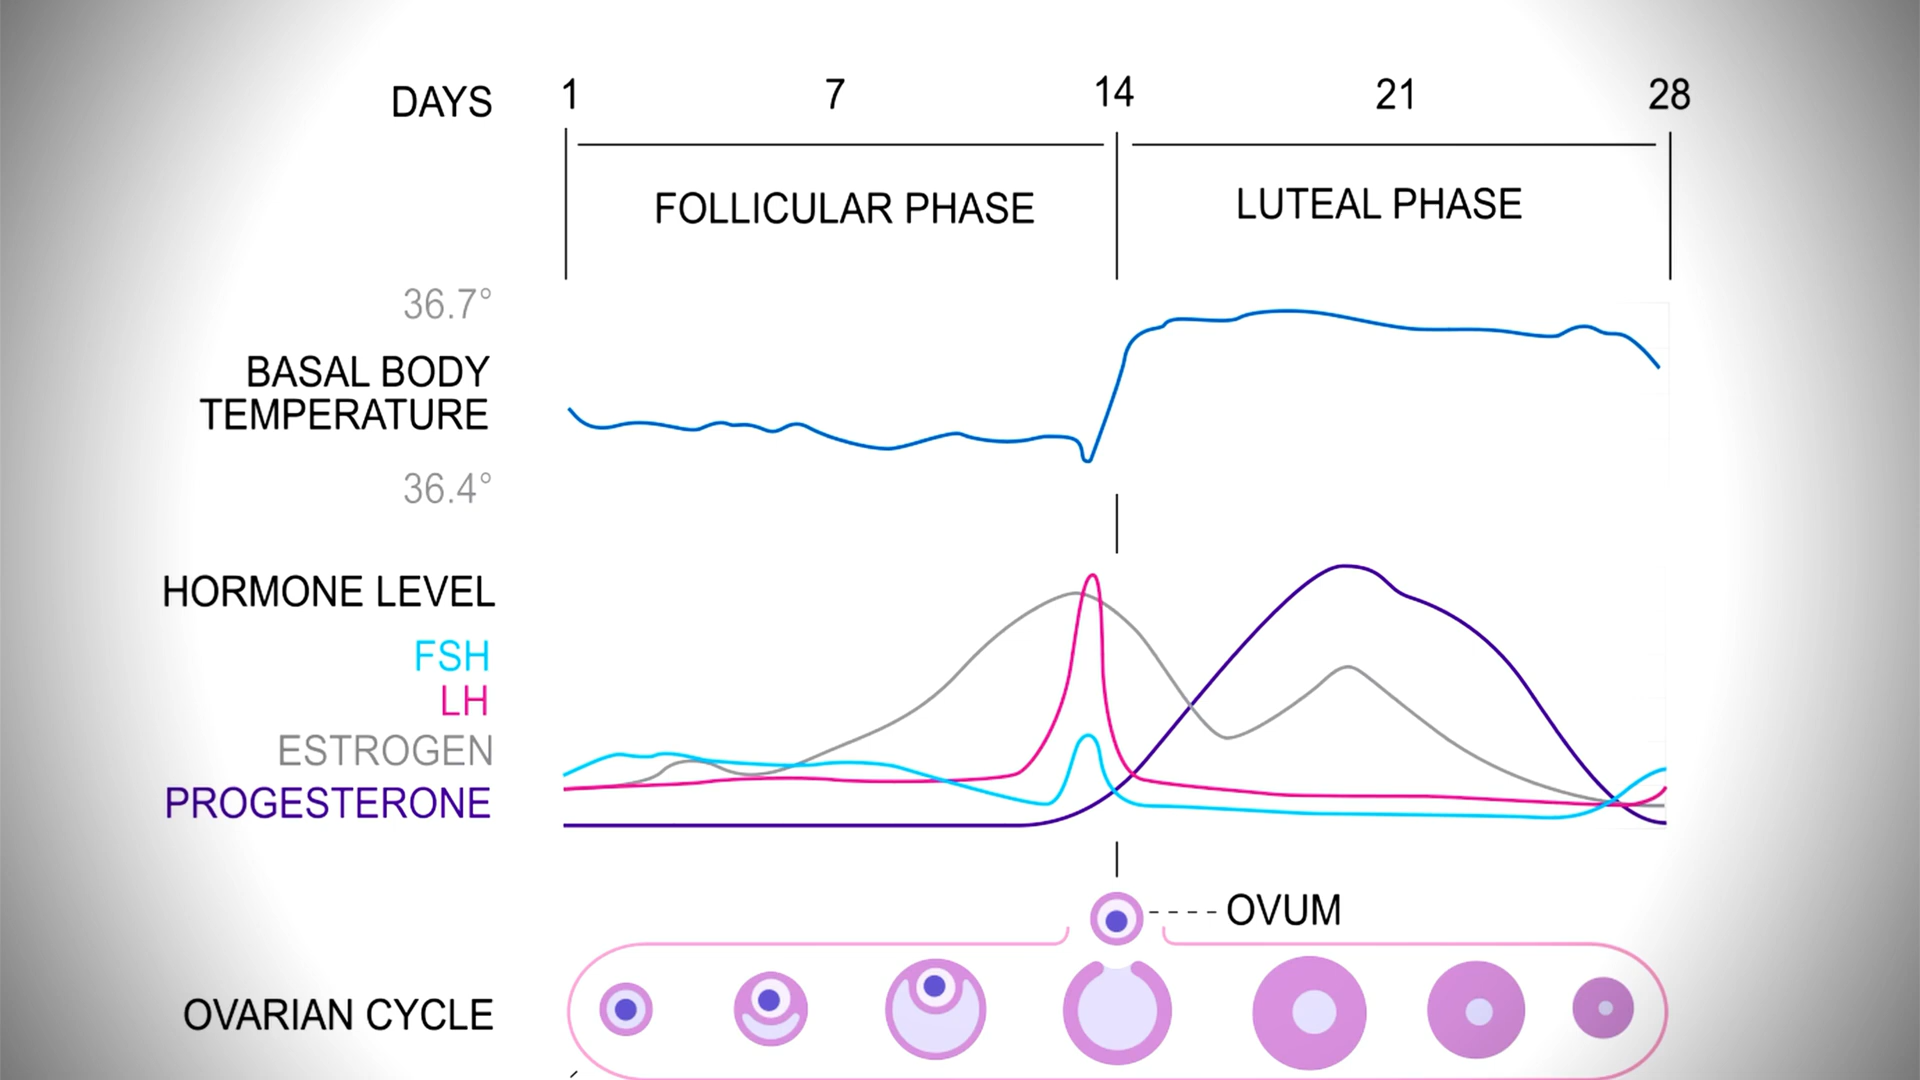 DAYS 1 7 14 21 28
FOLLICULAR PHASE LUTEAL PHASE
36.7°
BASAL BODY
TEMPERATURE
36.4°
HORMONE LEVEL
FSH
LH
ESTROGEN
PROGESTERONE
OVUM
OVARIAN CYCLE